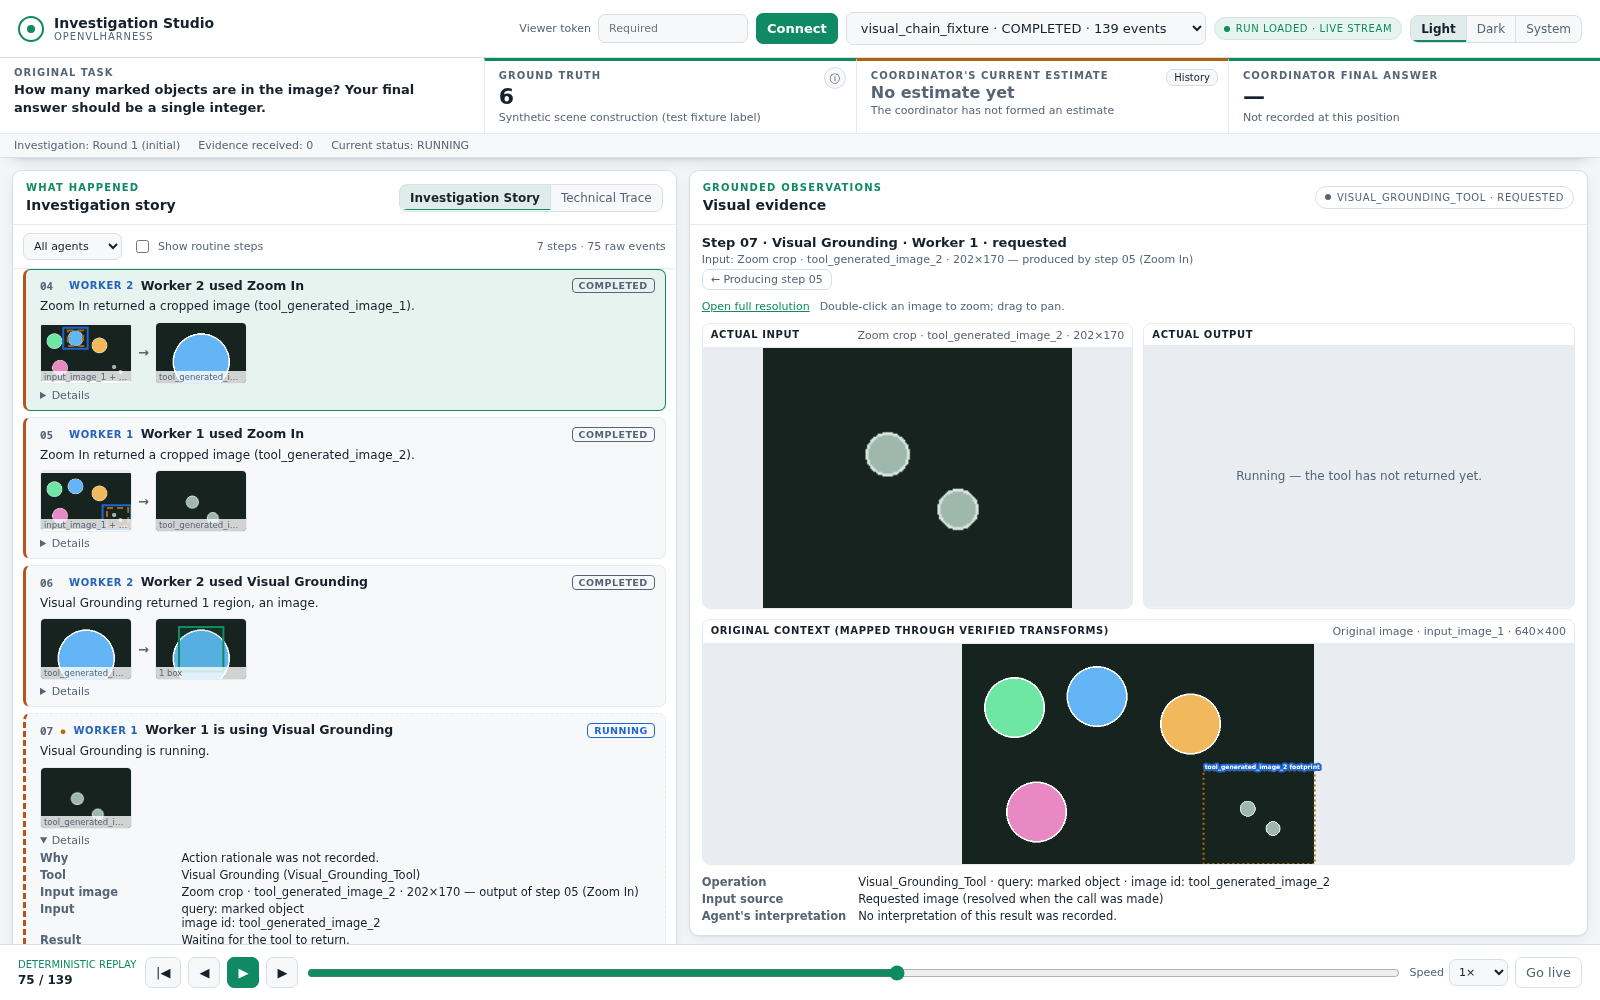 Investigation Studio
OPENVLHARNESS
Viewer token
Required
Connect
visual_chain_fixture · COMPLETED · 139 events
RUN LOADED · LIVE STREAM
Light
Dark
System
ORIGINAL TASK
How many marked objects are in the image? Your final
answer should be a single integer.
GROUND TRUTH
ⓘ
6
Synthetic scene construction (test fixture label)
COORDINATOR'S CURRENT ESTIMATE
History
No estimate yet
The coordinator has not formed an estimate
COORDINATOR FINAL ANSWER
—
Not recorded at this position
Investigation: Round 1 (initial)
Evidence received: 0
Current status: RUNNING
WHAT HAPPENED
Investigation story
Investigation Story
Technical Trace
All agents
Show routine steps
7 steps · 75 raw events
04 WORKER 2 Worker 2 used Zoom In
COMPLETED
Zoom In returned a cropped image (tool_generated_image_1).
input_image_1 + ...
→
tool_generated_i...
Details
05 WORKER 1 Worker 1 used Zoom In
COMPLETED
Zoom In returned a cropped image (tool_generated_image_2).
input_image_1 + ...
→
tool_generated_i...
Details
06 WORKER 2 Worker 2 used Visual Grounding
COMPLETED
Visual Grounding returned 1 region, an image.
tool_generated_i...
→
1 box
Details
07 WORKER 1 Worker 1 is using Visual Grounding
RUNNING
Visual Grounding is running.
tool_generated_i...
Details
Why Action rationale was not recorded.
Tool Visual Grounding (Visual_Grounding_Tool)
Input image Zoom crop · tool_generated_image_2 · 202×170 — output of step 05 (Zoom In)
Input query: marked object
image id: tool_generated_image_2
Result Waiting for the tool to return.
GROUNDED OBSERVATIONS
Visual evidence
VISUAL_GROUNDING_TOOL · REQUESTED
Step 07 · Visual Grounding · Worker 1 · requested
Input: Zoom crop · tool_generated_image_2 · 202×170 — produced by step 05 (Zoom In)
← Producing step 05
Open full resolution Double-click an image to zoom; drag to pan.
ACTUAL INPUT
Zoom crop · tool_generated_image_2 · 202×170
ACTUAL OUTPUT
Running — the tool has not returned yet.
ORIGINAL CONTEXT (MAPPED THROUGH VERIFIED TRANSFORMS)
Original image · input_image_1 · 640×400
tool_generated_image_2 footprint
Operation Visual_Grounding_Tool · query: marked object · image id: tool_generated_image_2
Input source Requested image (resolved when the call was made)
Agent's interpretation No interpretation of this result was recorded.
DETERMINISTIC REPLAY
75 / 139
Speed
1×
Go live